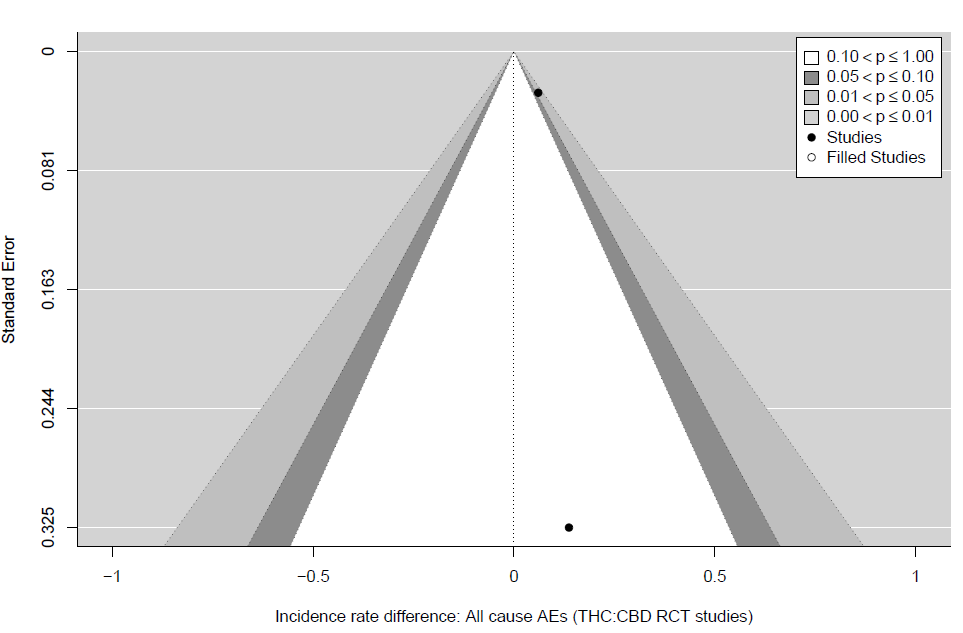 0.10 < p ≤ 1.00
0.05 < p ≤ 0.10
0.01 < p ≤ 0.05
0.00 < p ≤ 0.01
Studies
Filled Studies
Standard Error
0
0.081
0.163
0.244
0.325
−1
−0.5
0
0.5
1
Incidence rate difference: All cause AEs (THC:CBD RCT studies)